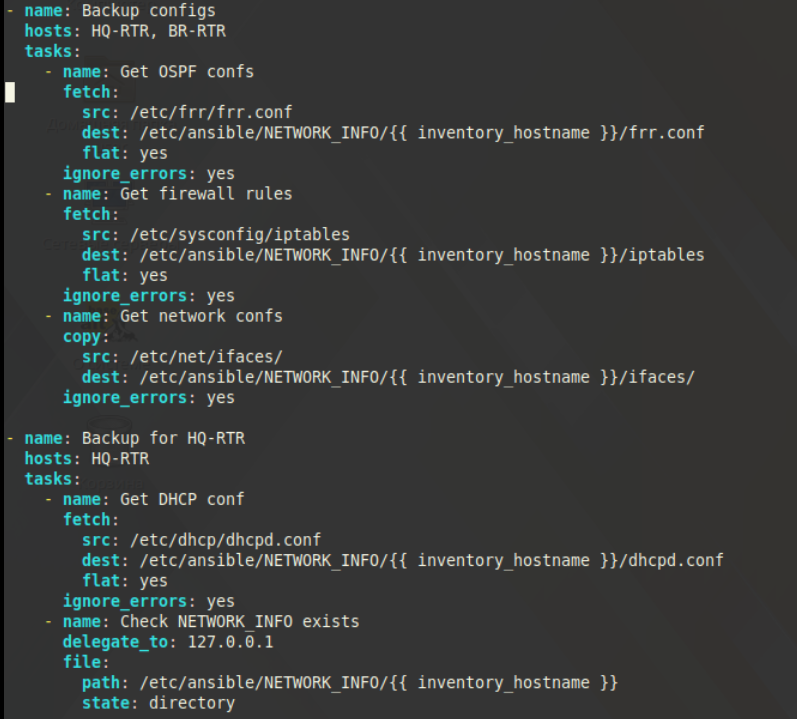 - name: Backup configs
  hosts: HQ-RTR, BR-RTR
  tasks:
    - name: Get OSPF confs
      fetch:
        src: /etc/frr/frr.conf
        dest: /etc/ansible/NETWORK_INFO/{{ inventory_hostname }}/frr.conf
        flat: yes
      ignore_errors: yes
    - name: Get firewall rules
      fetch:
        src: /etc/sysconfig/iptables
        dest: /etc/ansible/NETWORK_INFO/{{ inventory_hostname }}/iptables
        flat: yes
      ignore_errors: yes
    - name: Get network confs
      copy:
        src: /etc/net/ifaces/
        dest: /etc/ansible/NETWORK_INFO/{{ inventory_hostname }}/ifaces/
      ignore_errors: yes

- name: Backup for HQ-RTR
  hosts: HQ-RTR
  tasks:
    - name: Get DHCP conf
      fetch:
        src: /etc/dhcp/dhcpd.conf
        dest: /etc/ansible/NETWORK_INFO/{{ inventory_hostname }}/dhcpd.conf
        flat: yes
      ignore_errors: yes
    - name: Check NETWORK_INFO exists
      delegate_to: 127.0.0.1
      file:
        path: /etc/ansible/NETWORK_INFO/{{ inventory_hostname }}
        state: directory